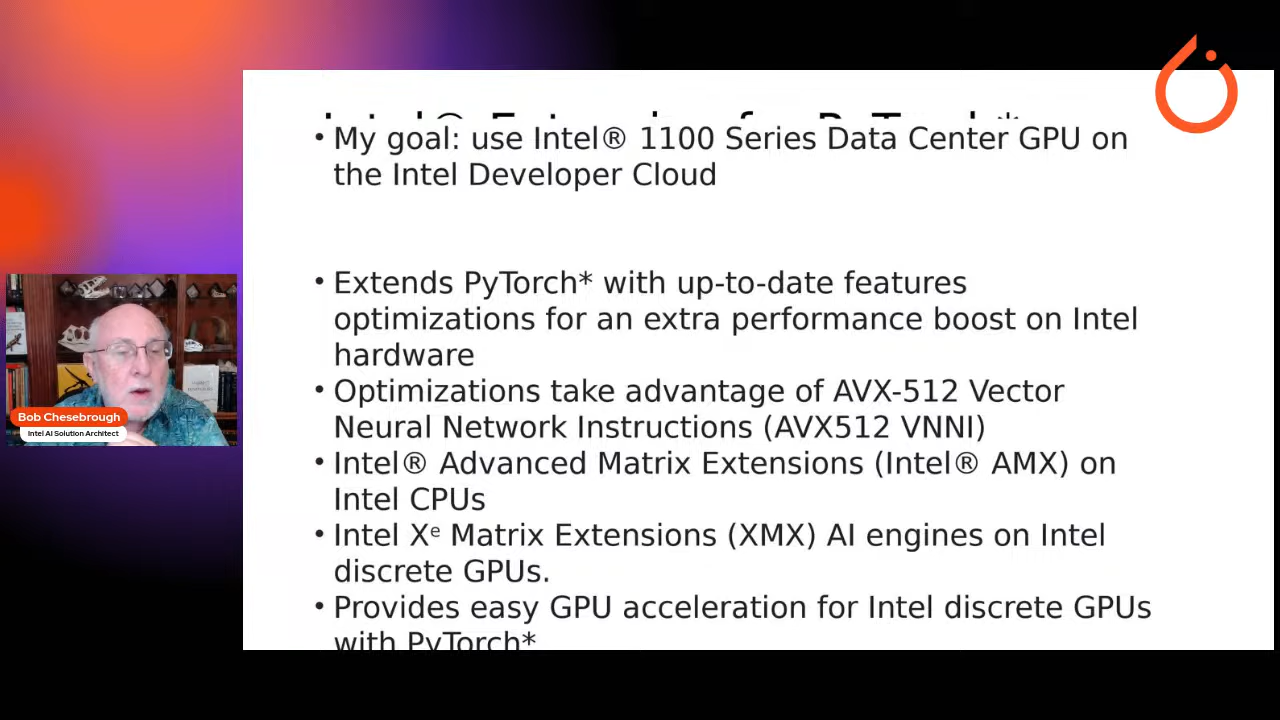 Intel® Extension for PyTorch*
• My goal: use Intel® 1100 Series Data Center GPU on
the Intel Developer Cloud
• Extends PyTorch* with up-to-date features
optimizations for an extra performance boost on Intel
hardware
• Optimizations take advantage of AVX-512 Vector
Neural Network Instructions (AVX512 VNNI)
• Intel® Advanced Matrix Extensions (Intel® AMX) on
Intel CPUs
• Intel Xᵉ Matrix Extensions (XMX) AI engines on Intel
discrete GPUs.
• Provides easy GPU acceleration for Intel discrete GPUs
with PyTorch*
Bob Chesebrough
Intel AI Solution Architect